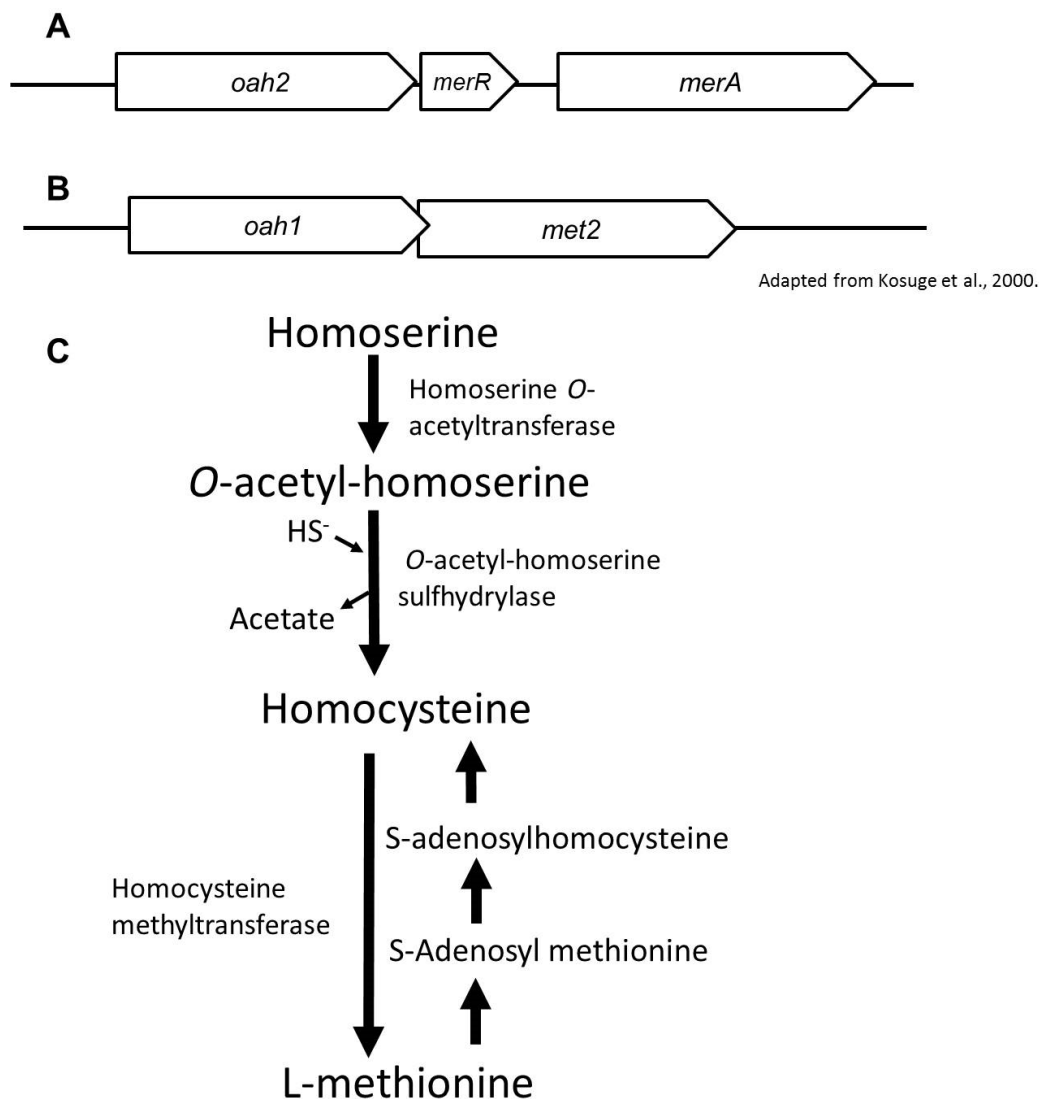 A
oah2 merR merA
B
oah1 met2
Adapted from Kosuge et al., 2000.
C
Homoserine
Homoserine O-
acetyltransferase
O-acetyl-homoserine
HS-
O-acetyl-homoserine
sulfhydrylase
Acetate
Homocysteine
S-adenosylhomocysteine
Homocysteine
methyltransferase
S-Adenosyl methionine
L-methionine